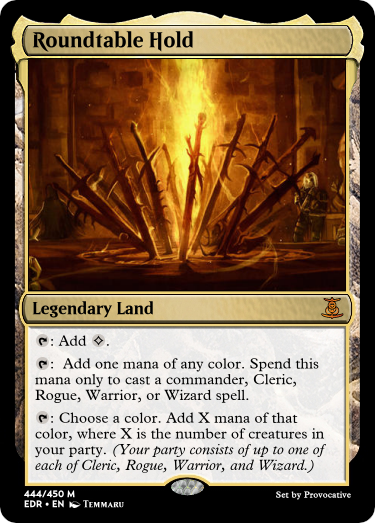 Roundtable Hold
Legendary Land
: Add .
: Add one mana of any color. Spend this
mana only to cast a commander, Cleric,
Rogue, Warrior, or Wizard spell.
: Choose a color. Add X mana of that
color, where X is the number of creatures in
your party. (Your party consists of up to one of
each of Cleric, Rogue, Warrior, and Wizard.)
444/450 M
EDR • EN Temmaru
Set by Provocative